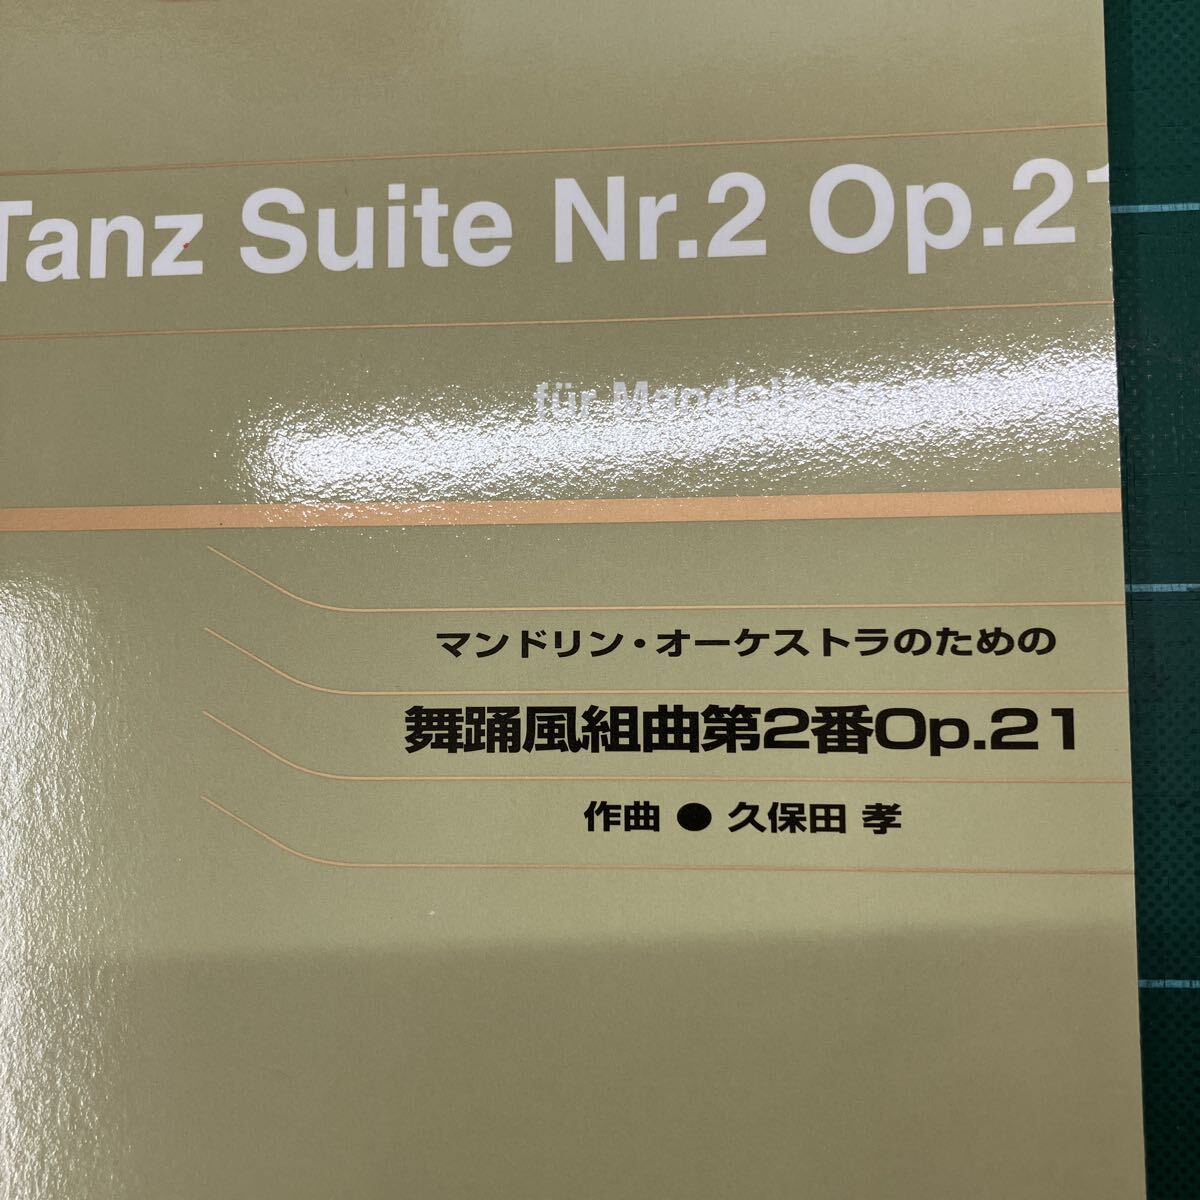 Tanz Suite Nr.2 Op.21
für
マンドリン・オーケストラのための
舞踊風組曲第2番Op.21
作曲 ● 久保田 孝